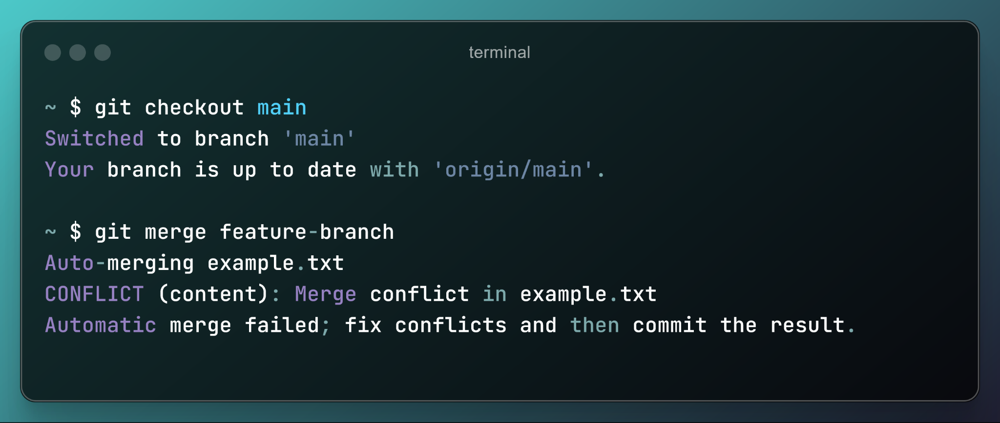 terminal
~ $ git checkout main
Switched to branch 'main'
Your branch is up to date with 'origin/main'.
~ $ git merge feature-branch
Auto-merging example.txt
CONFLICT (content): Merge conflict in example.txt
Automatic merge failed; fix conflicts and then commit the result.